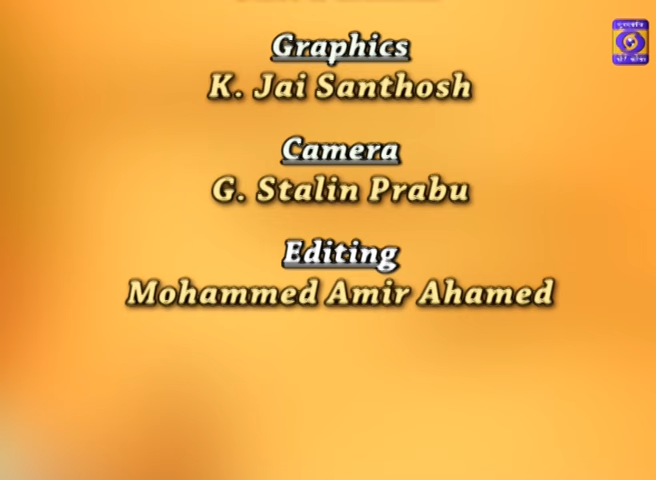 Graphics
K. Jai Santhosh
Camera
G. Stalin Prabu
Editing
Mohammed Amir Ahamed